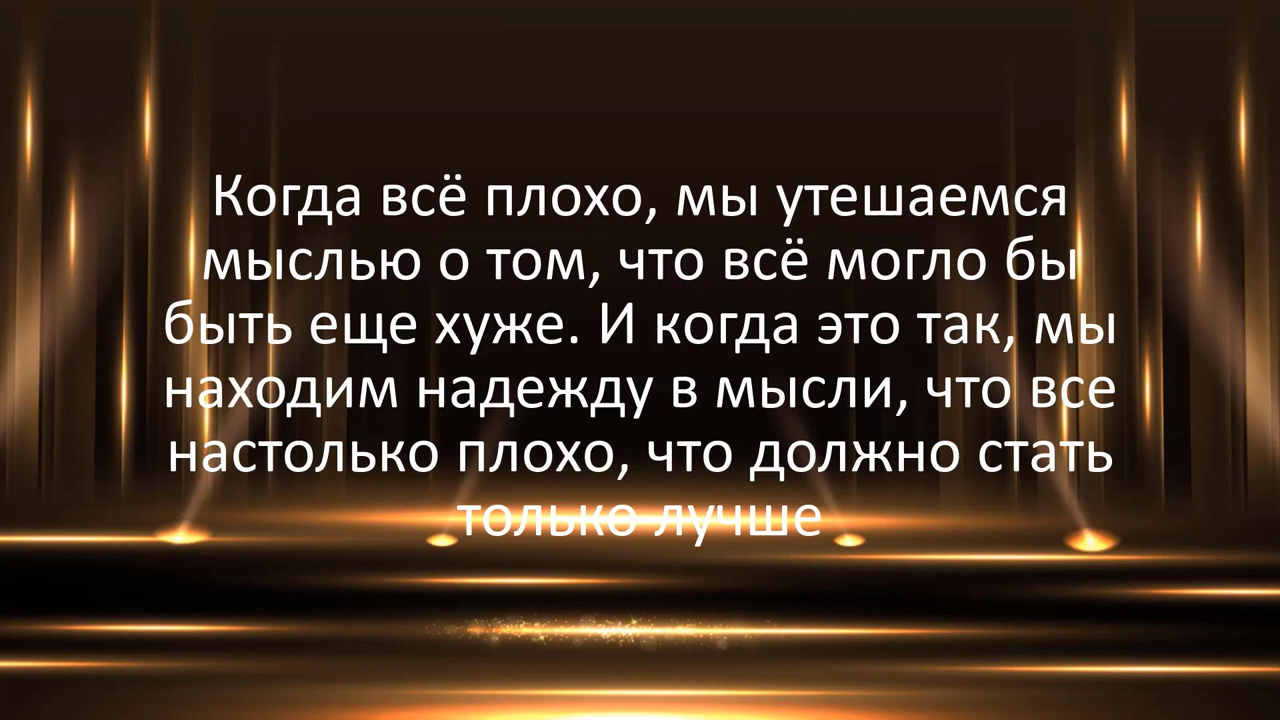 Когда всё плохо, мы утешаемся
мыслью о том, что всё могло бы
быть еще хуже. И когда это так, мы
находим надежду в мысли, что все
настолько плохо, что должно стать
только лучше